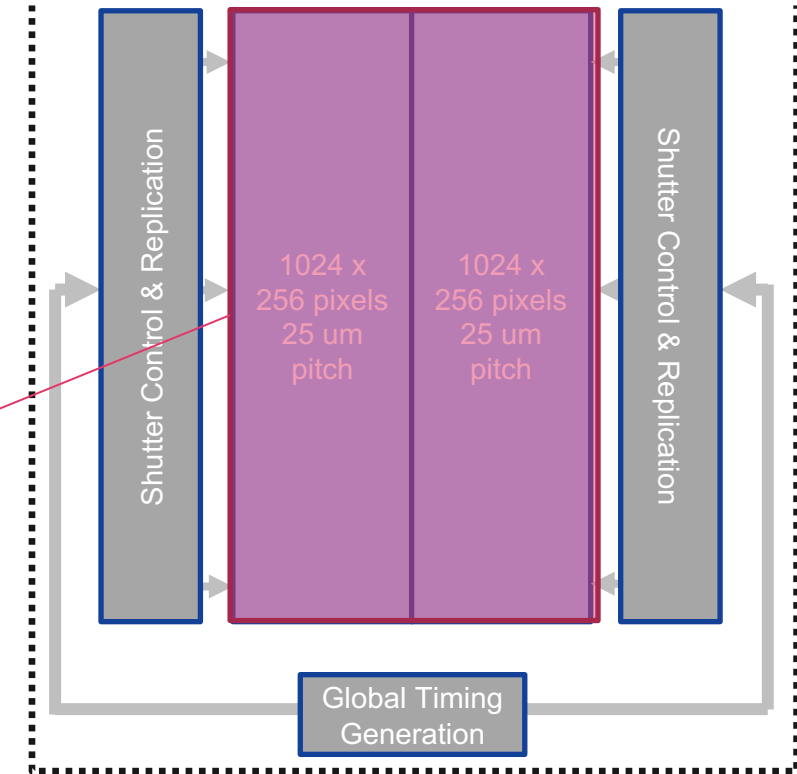 Shutter Control & Replication
1024 x
256 pixels
25 um
pitch
1024 x
256 pixels
25 um
pitch
Shutter Control & Replication
Global Timing
Generation